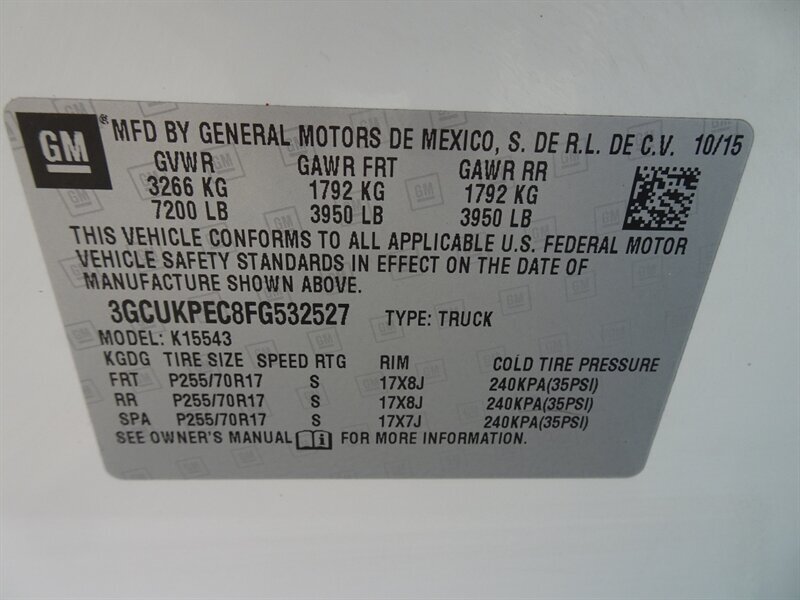 GM ® MFD BY GENERAL MOTORS DE MEXICO, S. DE R.L. DE C.V. 10/15
GVWR GAWR FRT GAWR RR
3266 KG 1792 KG 1792 KG
7200 LB 3950 LB 3950 LB
THIS VEHICLE CONFORMS TO ALL APPLICABLE U.S. FEDERAL MOTOR
VEHICLE SAFETY STANDARDS IN EFFECT ON THE DATE OF
MANUFACTURE SHOWN ABOVE.
3GCUKPEC8FG532527 TYPE: TRUCK
MODEL: K15543
KGDG TIRE SIZE SPEED RTG RIM COLD TIRE PRESSURE
FRT P255/70R17 S 17X8J 240KPA(35PSI)
RR P255/70R17 S 17X8J 240KPA(35PSI)
SPA P255/70R17 S 17X7J 240KPA(35PSI)
SEE OWNER'S MANUAL FOR MORE INFORMATION.